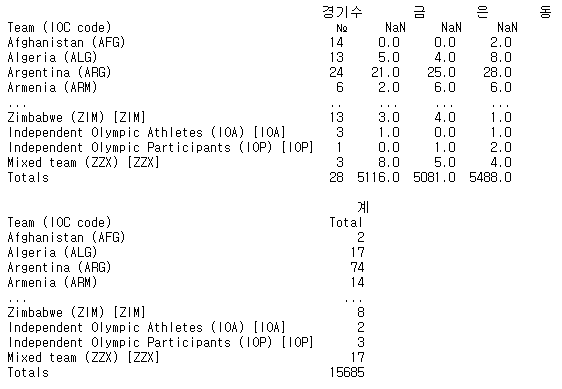 경기수 금 은 동
Team (IOC code) № NaN NaN NaN
Afghanistan (AFG) 14 0.0 0.0 2.0
Algeria (ALG) 13 5.0 4.0 8.0
Argentina (ARG) 24 21.0 25.0 28.0
Armenia (ARM) 6 2.0 6.0 6.0
... .. ... ... ...
Zimbabwe (ZIM) [ZIM] 13 3.0 4.0 1.0
Independent Olympic Athletes (IOA) [IOA] 3 1.0 0.0 1.0
Independent Olympic Participants (IOP) [IOP] 1 0.0 1.0 2.0
Mixed team (ZZX) [ZZX] 3 8.0 5.0 4.0
Totals 28 5116.0 5081.0 5488.0
계
Team (IOC code) Total
Afghanistan (AFG) 2
Algeria (ALG) 17
Argentina (ARG) 74
Armenia (ARM) 14
... ...
Zimbabwe (ZIM) [ZIM] 8
Independent Olympic Athletes (IOA) [IOA] 2
Independent Olympic Participants (IOP) [IOP] 3
Mixed team (ZZX) [ZZX] 17
Totals 15685